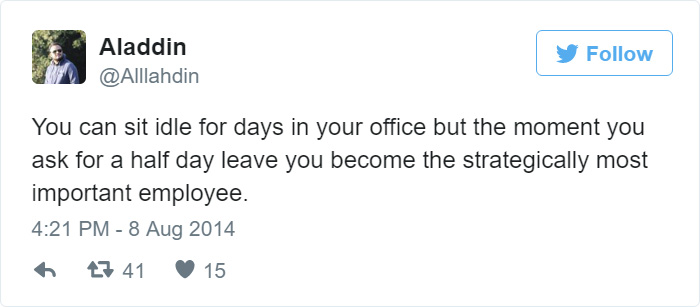 Aladdin
@Alllahdin
Follow
You can sit idle for days in your office but the moment you
ask for a half day leave you become the strategically most
important employee.
4:21 PM - 8 Aug 2014
41 15